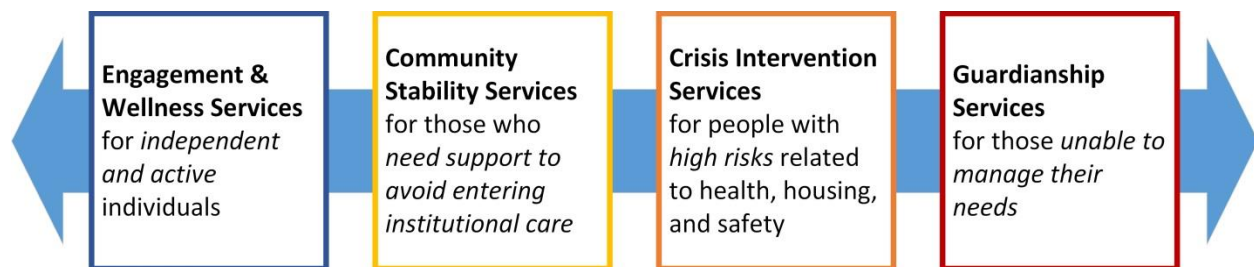 Engagement &
Wellness Services
for independent
and active
individuals
Community
Stability Services
for those who
need support to
avoid entering
institutional care
Crisis Intervention
Services
for people with
high risks related
to health, housing,
and safety
Guardianship
Services
for those unable to
manage their
needs